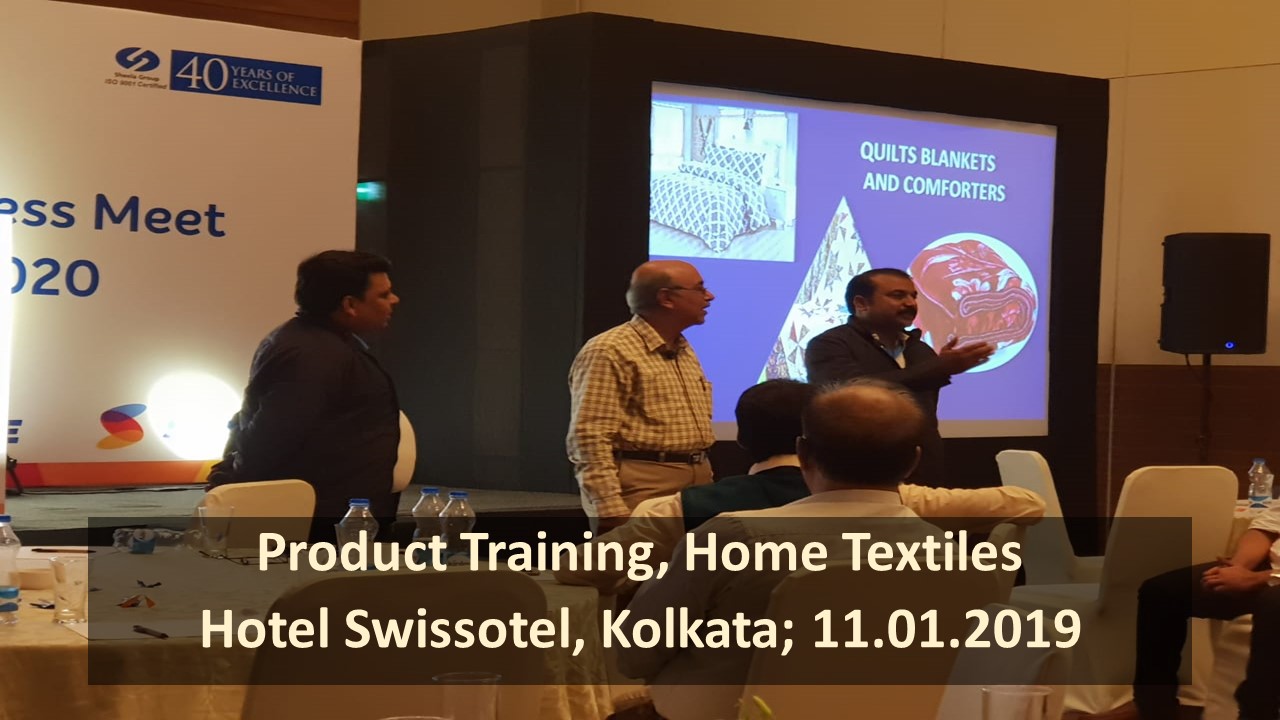 Sheela Group
ISO 9001 Certified
40 YEARS OF
EXCELLENCE
ess Meet
020
E
QUILTS BLANKETS
AND COMFORTERS
Product Training, Home Textiles
Hotel Swissotel, Kolkata; 11.01.2019